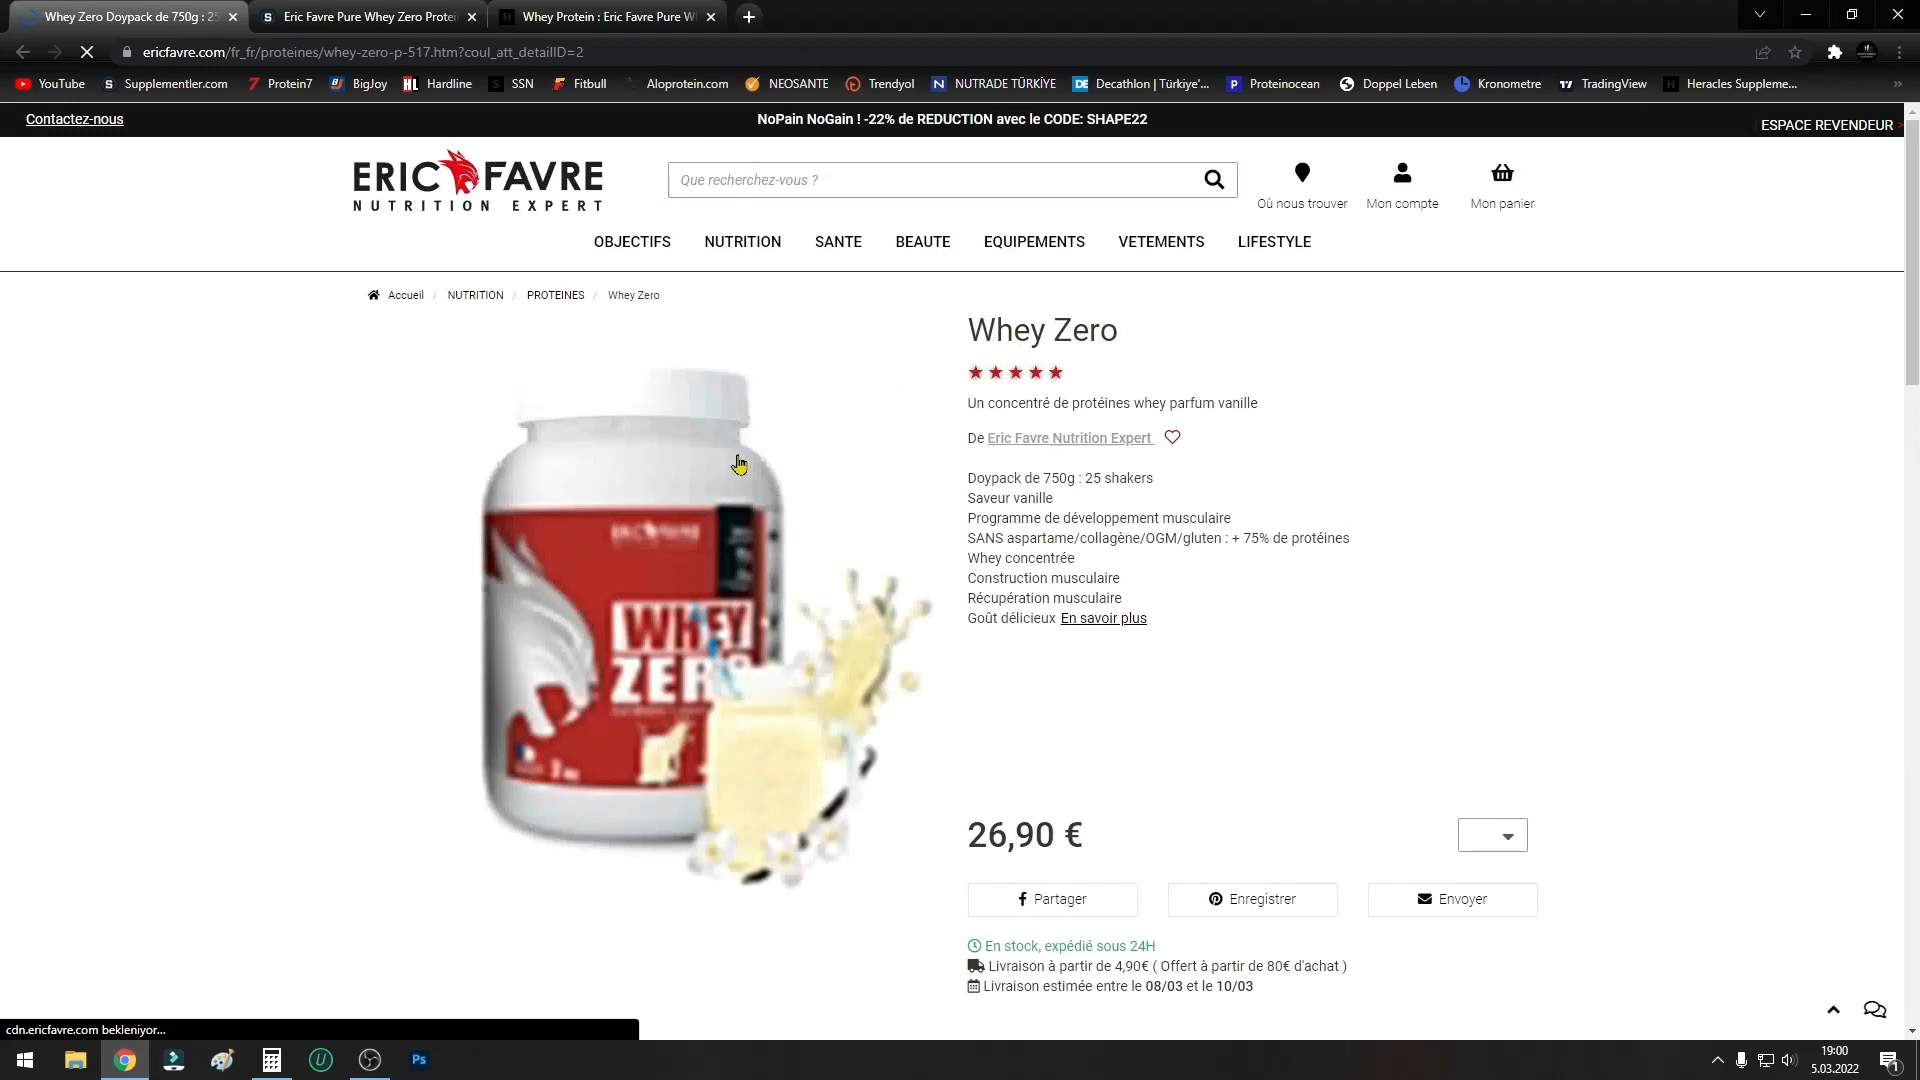 Whey Zero Doypack de 750g : 25
Eric Favre Pure Whey Zero Protei
Whey Protein : Eric Favre Pure W
ericfavre.com/fr_fr/proteines/whey-zero-p-517.htm?coul_att_detailID=2
YouTube
Supplementler.com
Protein7
BigJoy
Hardline
SSN
Fitbull
Aloprotein.com
NEOSANTE
Trendyol
NUTRADE TÜRKİYE
Decathlon | Türkiye'...
Proteinocean
Doppel Leben
Kronometre
TradingView
Heracles Suppleme...
Contactez-nous
NoPain NoGain ! -22% de REDUCTION avec le CODE: SHAPE22
ESPACE REVENDEUR >
ERIC FAVRE
NUTRITION EXPERT
Que recherchez-vous ?
Où nous trouver
Mon compte
Mon panier
OBJECTIFS
NUTRITION
SANTE
BEAUTE
EQUIPEMENTS
VETEMENTS
LIFESTYLE
Accueil / NUTRITION / PROTEINES / Whey Zero
Whey Zero
Un concentré de protéines whey parfum vanille
De Eric Favre Nutrition Expert
Doypack de 750g : 25 shakers
Saveur vanille
Programme de développement musculaire
SANS aspartame/collagène/OGM/gluten : + 75% de protéines
Whey concentrée
Construction musculaire
Récupération musculaire
Goût délicieux En savoir plus
ERIC FAVRE
WHEY
ZERO
26,90 €
Partager
Enregistrer
Envoyer
En stock, expédié sous 24H
Livraison à partir de 4,90€ ( Offert à partir de 80€ d'achat )
Livraison estimée entre le 08/03 et le 10/03
cdn.ericfavre.com bekleniyor...
Ps
19:00
5.03.2022
1